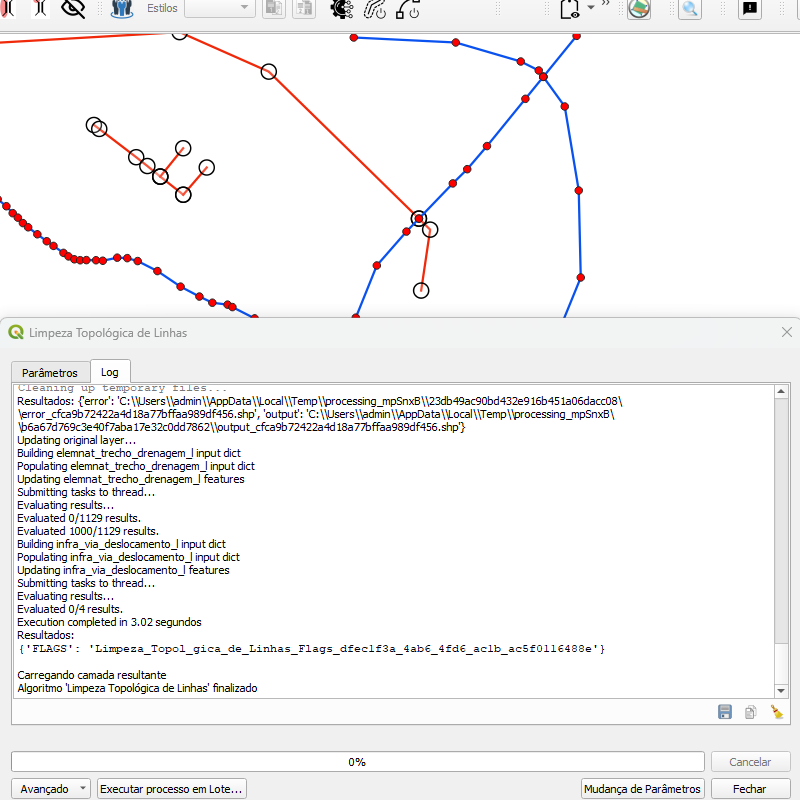 Estilos
Limpeza Topológica de Linhas
Parâmetros
Log
Cleaning up temporary files...
Resultados: {'error': 'C:\\Users\\admin\\AppData\\Local\\Temp\\processing_mpSnxB\\23db49ac90bd432e916b451a06dacc08\
\error_cfca9b72422a4d18a77bffaa989df456.shp', 'output': 'C:\\Users\\admin\\AppData\\Local\\Temp\\processing_mpSnxB\
\b6a67d769c3e40f7aba17e32c0dd7862\\output_cfca9b72422a4d18a77bffaa989df456.shp'}
Updating original layer...
Building elemnat_trecho_drenagem_l input dict
Populating elemnat_trecho_drenagem_l input dict
Updating elemnat_trecho_drenagem_l features
Submitting tasks to thread...
Evaluating results...
Evaluated 0/1129 results.
Evaluated 1000/1129 results.
Building infra_via_deslocamento_l input dict
Populating infra_via_deslocamento_l input dict
Updating infra_via_deslocamento_l features
Submitting tasks to thread...
Evaluating results...
Evaluated 0/4 results.
Execution completed in 3.02 segundos
Resultados:
{'FLAGS': 'Limpeza_Topol_gica_de_Linhas_Flags_dfec1f3a_4ab6_4fd6_ac1b_ac5f0116488e'}
Carregando camada resultante
Algoritmo 'Limpeza Topológica de Linhas' finalizado
0%
Cancelar
Avançado
Executar processo em Lote...
Mudança de Parâmetros
Fechar